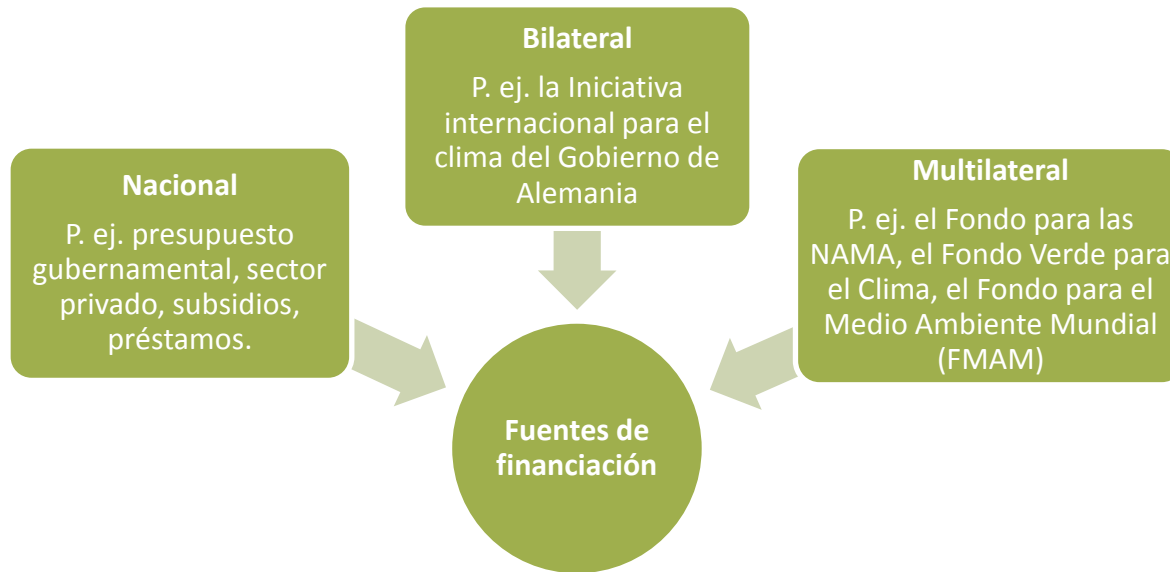 Bilateral
P. ej. la Iniciativa
internacional para el
clima del Gobierno de
Alemania
Nacional
P. ej. presupuesto
gubernamental, sector
privado, subsidios,
préstamos.
Multilateral
P. ej. el Fondo para las
NAMA, el Fondo Verde para
el Clima, el Fondo para el
Medio Ambiente Mundial
(FMAM)
Fuentes de
financiación